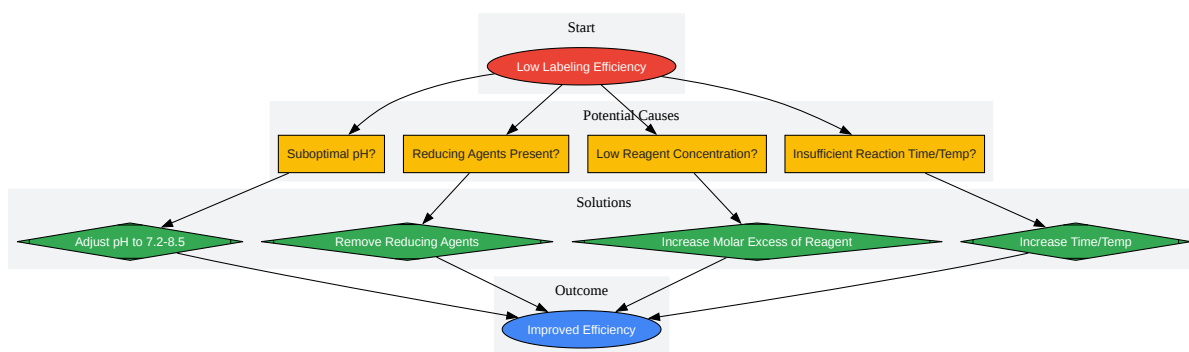 Start
Low Labeling Efficiency
Potential Causes
Suboptimal pH?
Reducing Agents Present?
Low Reagent Concentration?
Insufficient Reaction Time/Temp?
Solutions
Adjust pH to 7.2-8.5
Remove Reducing Agents
Increase Molar Excess of Reagent
Increase Time/Temp
Outcome
Improved Efficiency